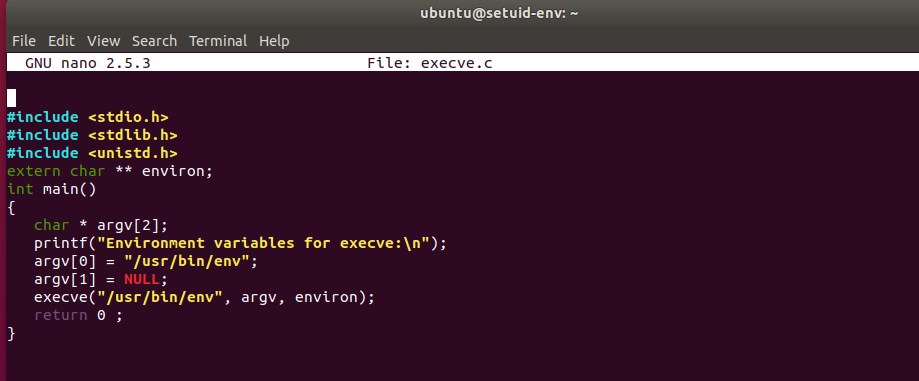 ubuntu@setuid-env: ~
File Edit View Search Terminal Help
GNU nano 2.5.3 File: execve.c
#include <stdio.h>
#include <stdlib.h>
#include <unistd.h>
extern char ** environ;
int main()
{
   char * argv[2];
   printf("Environment variables for execve:\n");
   argv[0] = "/usr/bin/env";
   argv[1] = NULL;
   execve("/usr/bin/env", argv, environ);
   return 0 ;
}